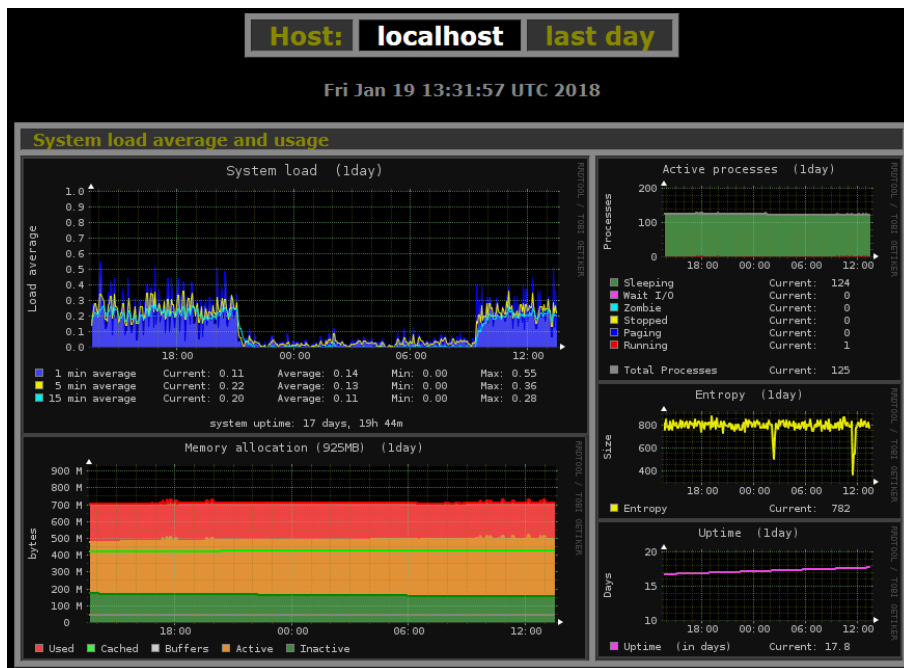 Host: localhost last day
Fri Jan 19 13:31:57 UTC 2018
System load average and usage
System load (1day)
RRDTOOL / TOBI OETIKER
Load average
1.0
0.9
0.8
0.7
0.6
0.5
0.4
0.3
0.2
0.1
0.0
18:00 00:00 06:00 12:00
1 min average Current: 0.11 Average: 0.14 Min: 0.00 Max: 0.55
5 min average Current: 0.22 Average: 0.13 Min: 0.00 Max: 0.36
15 min average Current: 0.20 Average: 0.11 Min: 0.00 Max: 0.28
system uptime: 17 days, 19h 44m
Memory allocation (925MB) (1day)
RRDTOOL / TOBI OETIKER
bytes
900 M
800 M
700 M
600 M
500 M
400 M
300 M
200 M
100 M
0
18:00 00:00 06:00 12:00
Used Cached Buffers Active Inactive
Active processes (1day)
RRDTOOL / TOBI OETIKER
Processes
200
100
0
18:00 00:00 06:00 12:00
Sleeping Current: 124
Wait I/O Current: 0
Zombie Current: 0
Stopped Current: 0
Paging Current: 0
Running Current: 1
Total Processes Current: 125
Entropy (1day)
RRDTOOL / TOBI OETIKER
Size
800
600
400
18:00 00:00 06:00 12:00
Entropy Current: 782
Uptime (1day)
RRDTOOL / TOBI OETIKER
Days
20
15
10
18:00 00:00 06:00 12:00
Uptime (in days) Current: 17.8